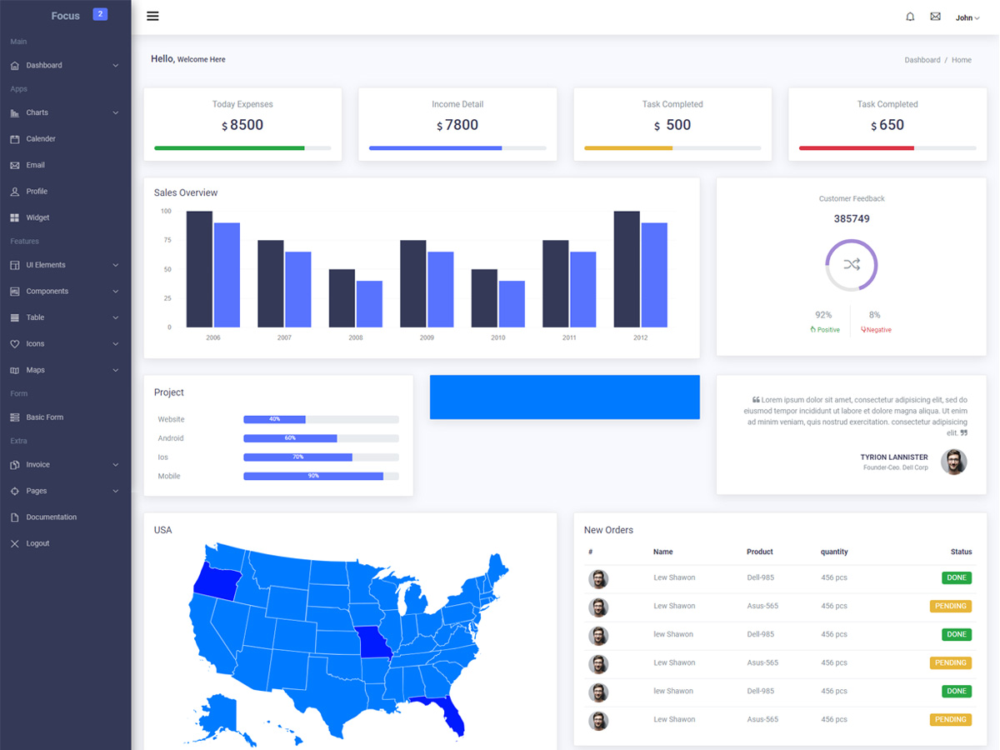 Focus 2
Main
Dashboard
Apps
Charts
Calender
Email
Profile
Widget
Features
UI Elements
Components
Table
Icons
Maps
Form
Basic Form
Extra
Invoice
Pages
Documentation
Logout
John
Hello, Welcome Here
Dashboard / Home
Today Expenses
$ 8500
Income Detail
$ 7800
Task Completed
$ 500
Task Completed
$ 650
Sales Overview
100
75
50
25
0
2006 2007 2008 2009 2010 2011 2012
Customer Feedback
385749
92% 8%
Positive Negative
Project
Website 40%
Android 60%
Ios 70%
Mobile 90%
❝ Lorem ipsum dolor sit amet, consectetur adipisicing elit, sed do
eiusmod tempor incididunt ut labore et dolore magna aliqua. Ut enim
ad minim veniam, quis nostrud exercitation. consectetur adipisicing
elit. ❞
TYRION LANNISTER
Founder-Ceo. Dell Corp
USA
New Orders
# Name Product quantity Status
Lew Shawon Dell-985 456 pcs DONE
Lew Shawon Asus-565 456 pcs PENDING
lew Shawon Dell-985 456 pcs DONE
Lew Shawon Asus-565 456 pcs PENDING
lew Shawon Dell-985 456 pcs DONE
Lew Shawon Asus-565 456 pcs PENDING